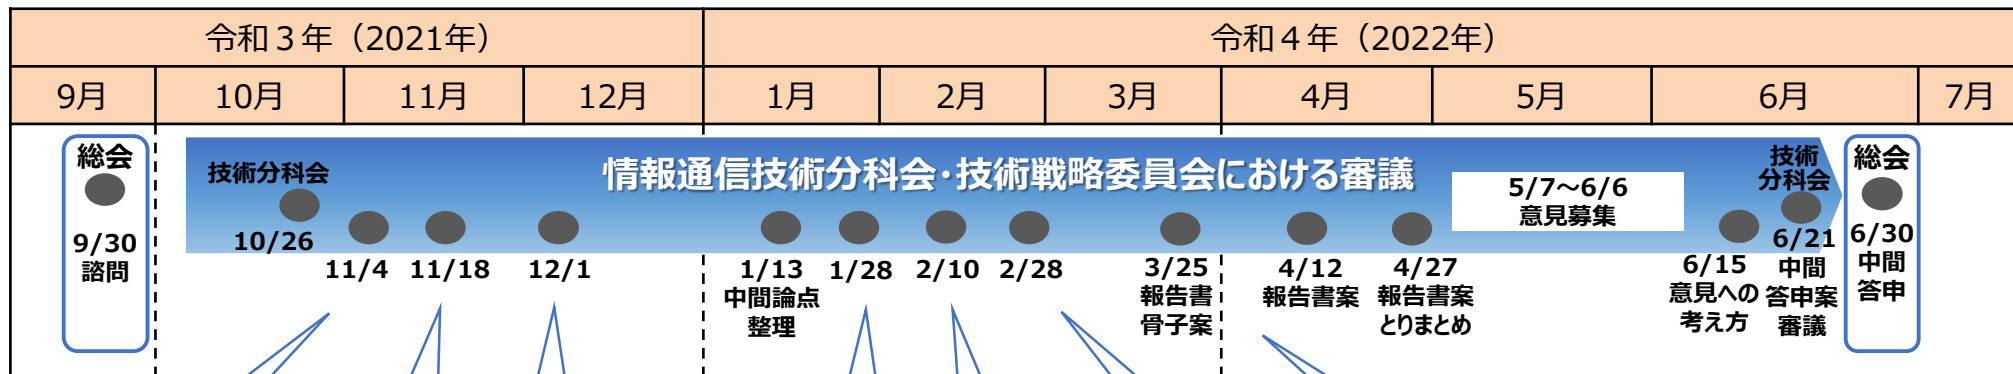 令和３年（2021年）
令和４年（2022年）
9月
10月
11月
12月
1月
2月
3月
4月
5月
6月
7月
総会
9/30
諮問
情報通信技術分科会・技術戦略委員会における審議
技術分科会
10/26
11/4
11/18
12/1
1/13
中間論点
整理
1/28
2/10
2/28
3/25
報告書
骨子案
4/12
報告書案
4/27
報告書案
とりまとめ
5/7～6/6
意見募集
6/15
意見への
考え方
技術
分科会
6/21
中間
答申案
審議
総会
6/30
中間
答申